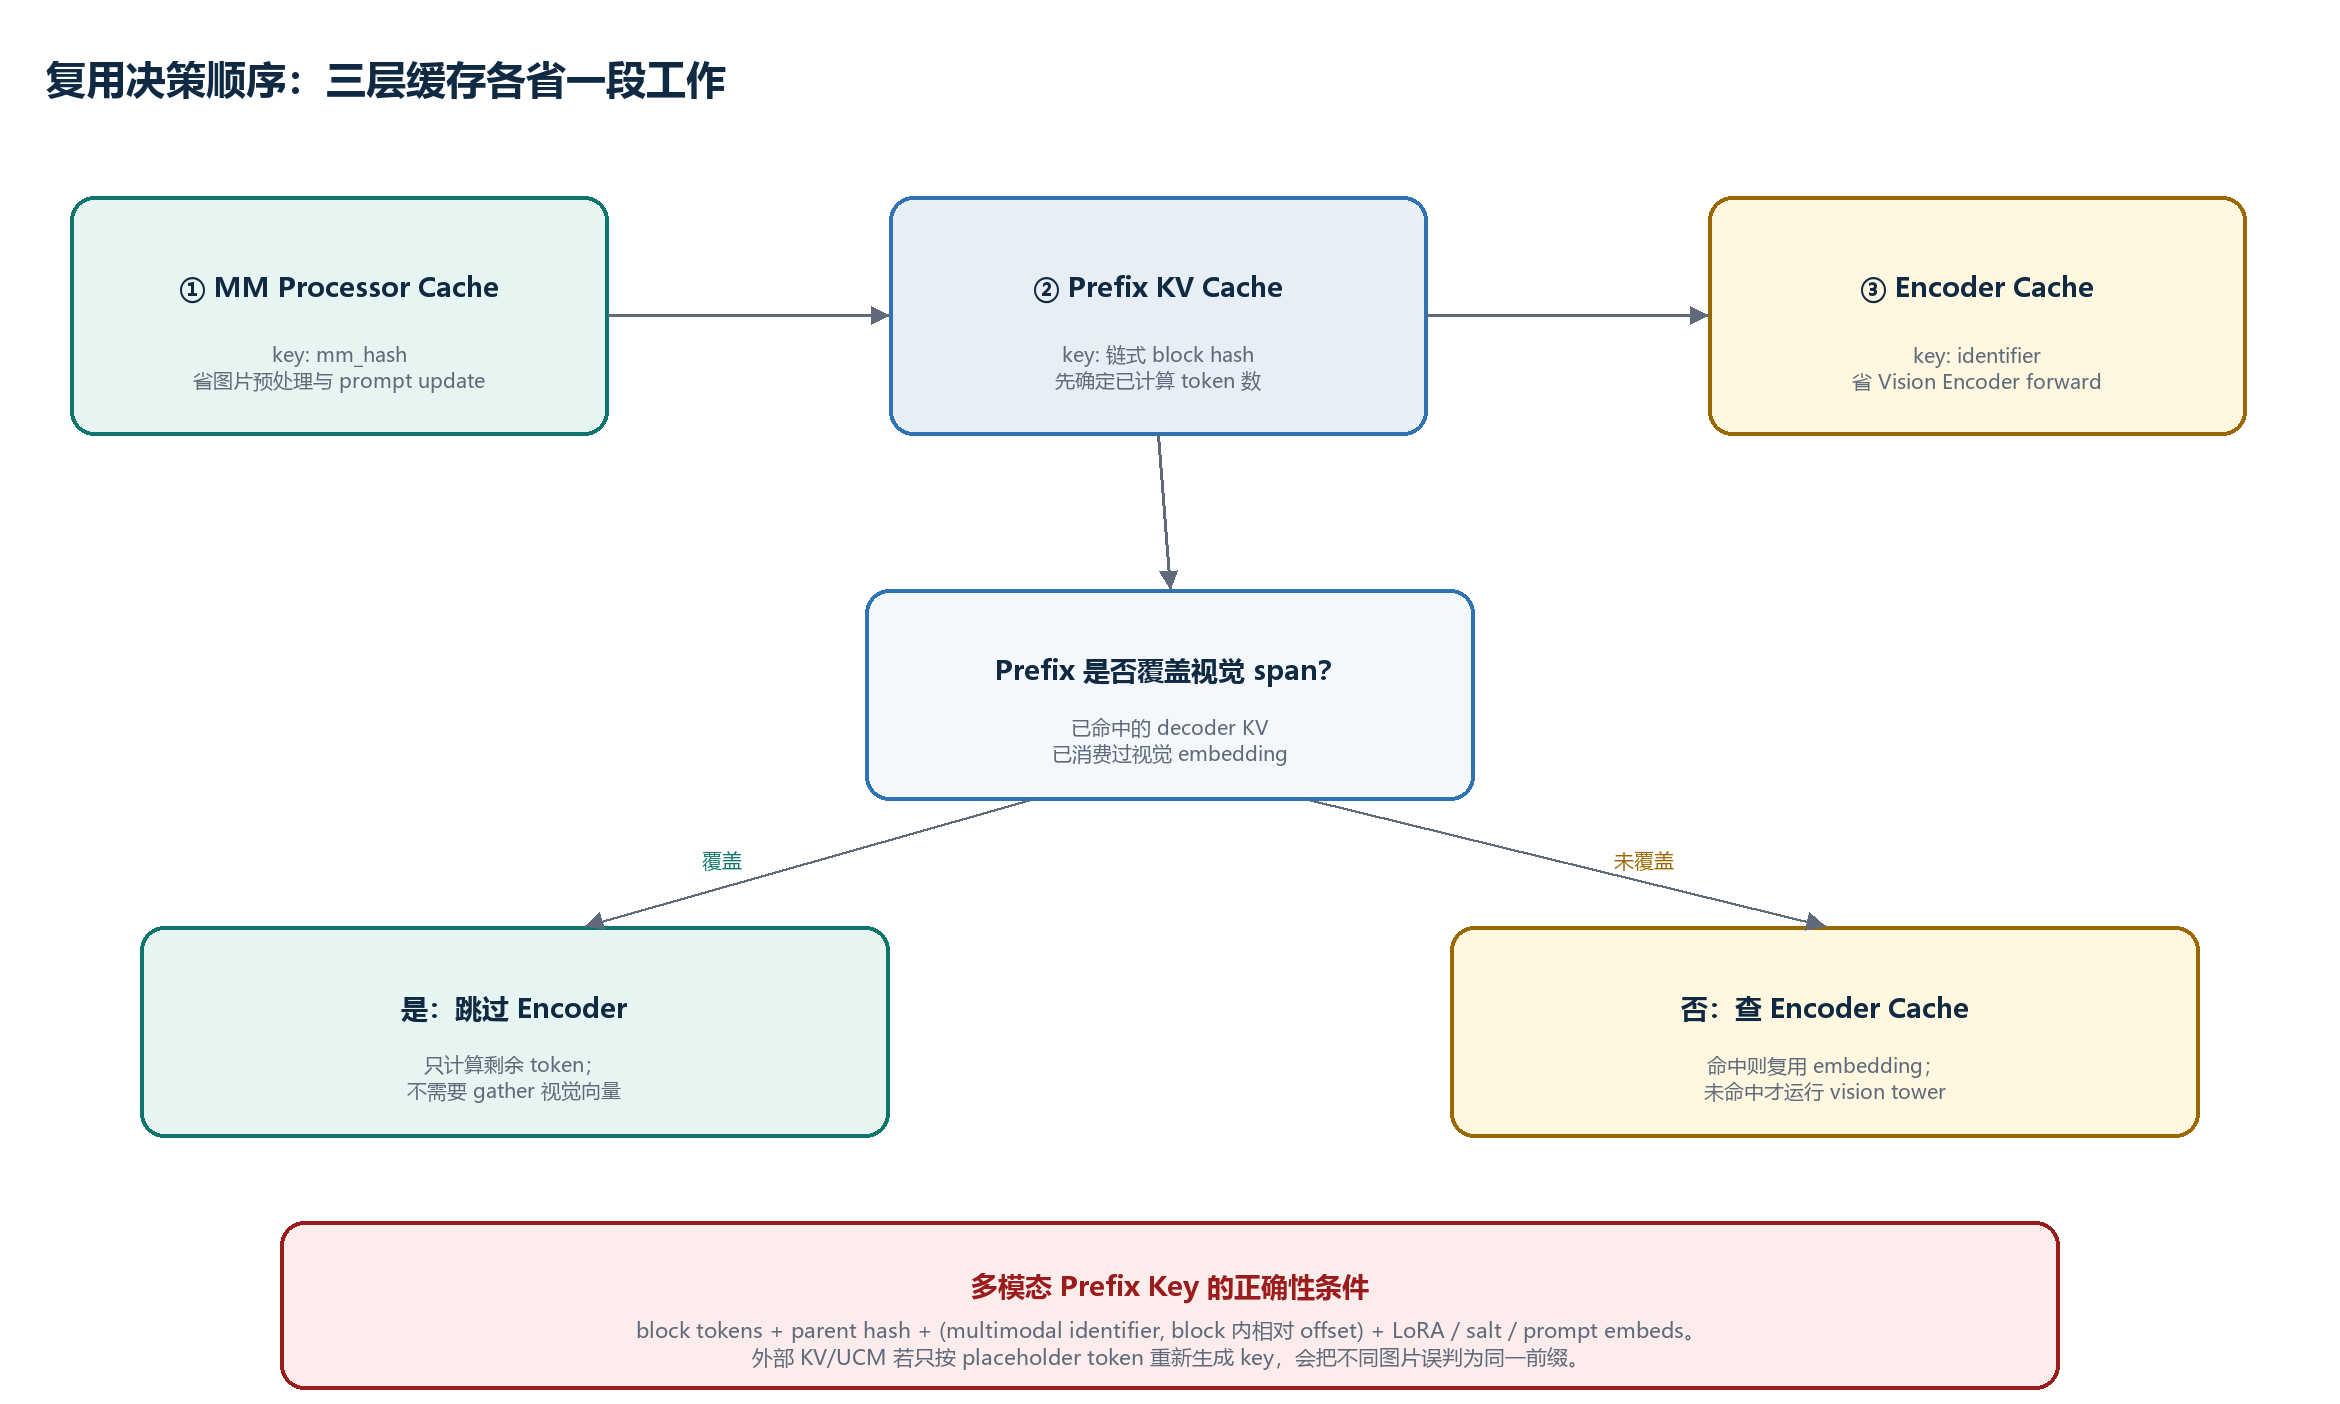 复用决策顺序：三层缓存各省一段工作
① MM Processor Cache
key: mm_hash
省图片预处理与 prompt update
② Prefix KV Cache
key: 链式 block hash
先确定已计算 token 数
③ Encoder Cache
key: identifier
省 Vision Encoder forward
Prefix 是否覆盖视觉 span?
已命中的 decoder KV
已消费过视觉 embedding
覆盖
未覆盖
是：跳过 Encoder
只计算剩余 token；
不需要 gather 视觉向量
否：查 Encoder Cache
命中则复用 embedding；
未命中才运行 vision tower
多模态 Prefix Key 的正确性条件
block tokens + parent hash + (multimodal identifier, block 内相对 offset) + LoRA / salt / prompt embeds。
外部 KV/UCM 若只按 placeholder token 重新生成 key，会把不同图片误判为同一前缀。